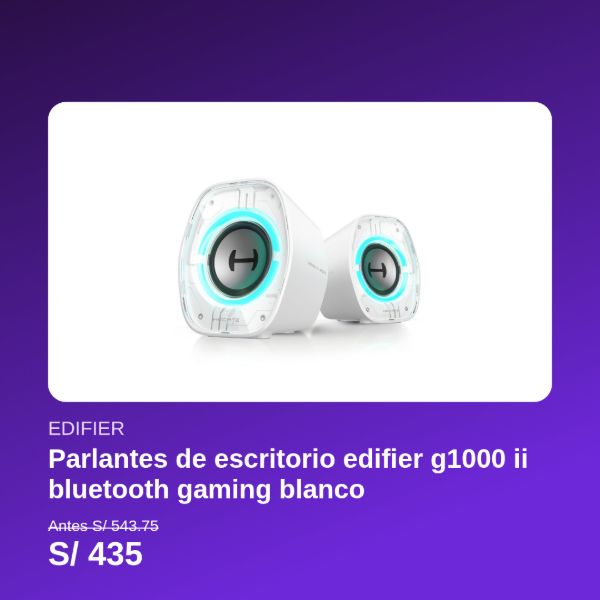 EDIFIER
Parlantes de escritorio edifier g1000 ii
bluetooth gaming blanco
Antes S/ 543.75
S/ 435